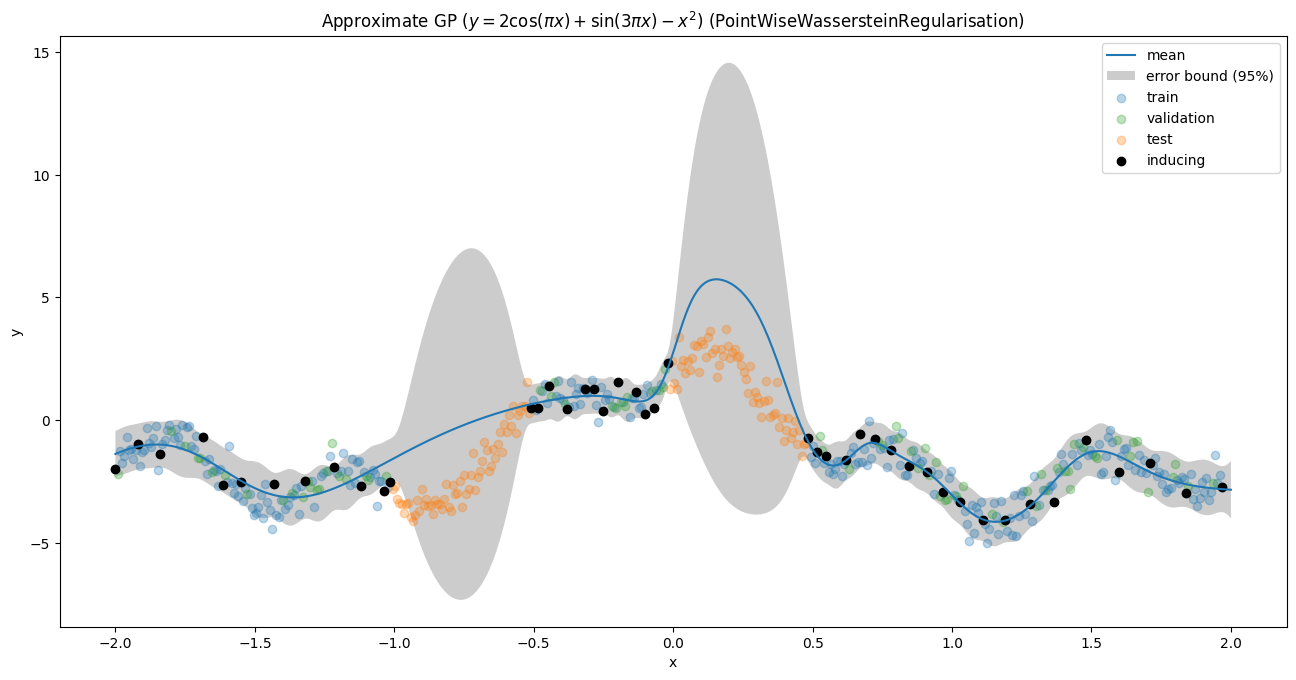 Approximate GP (y = 2cos(πx) + sin(3πx) − x²) (PointWiseWassersteinRegularisation)
mean
error bound (95%)
train
validation
test
inducing
15
10
5
0
−5
y
−2.0 −1.5 −1.0 −0.5 0.0 0.5 1.0 1.5 2.0
x